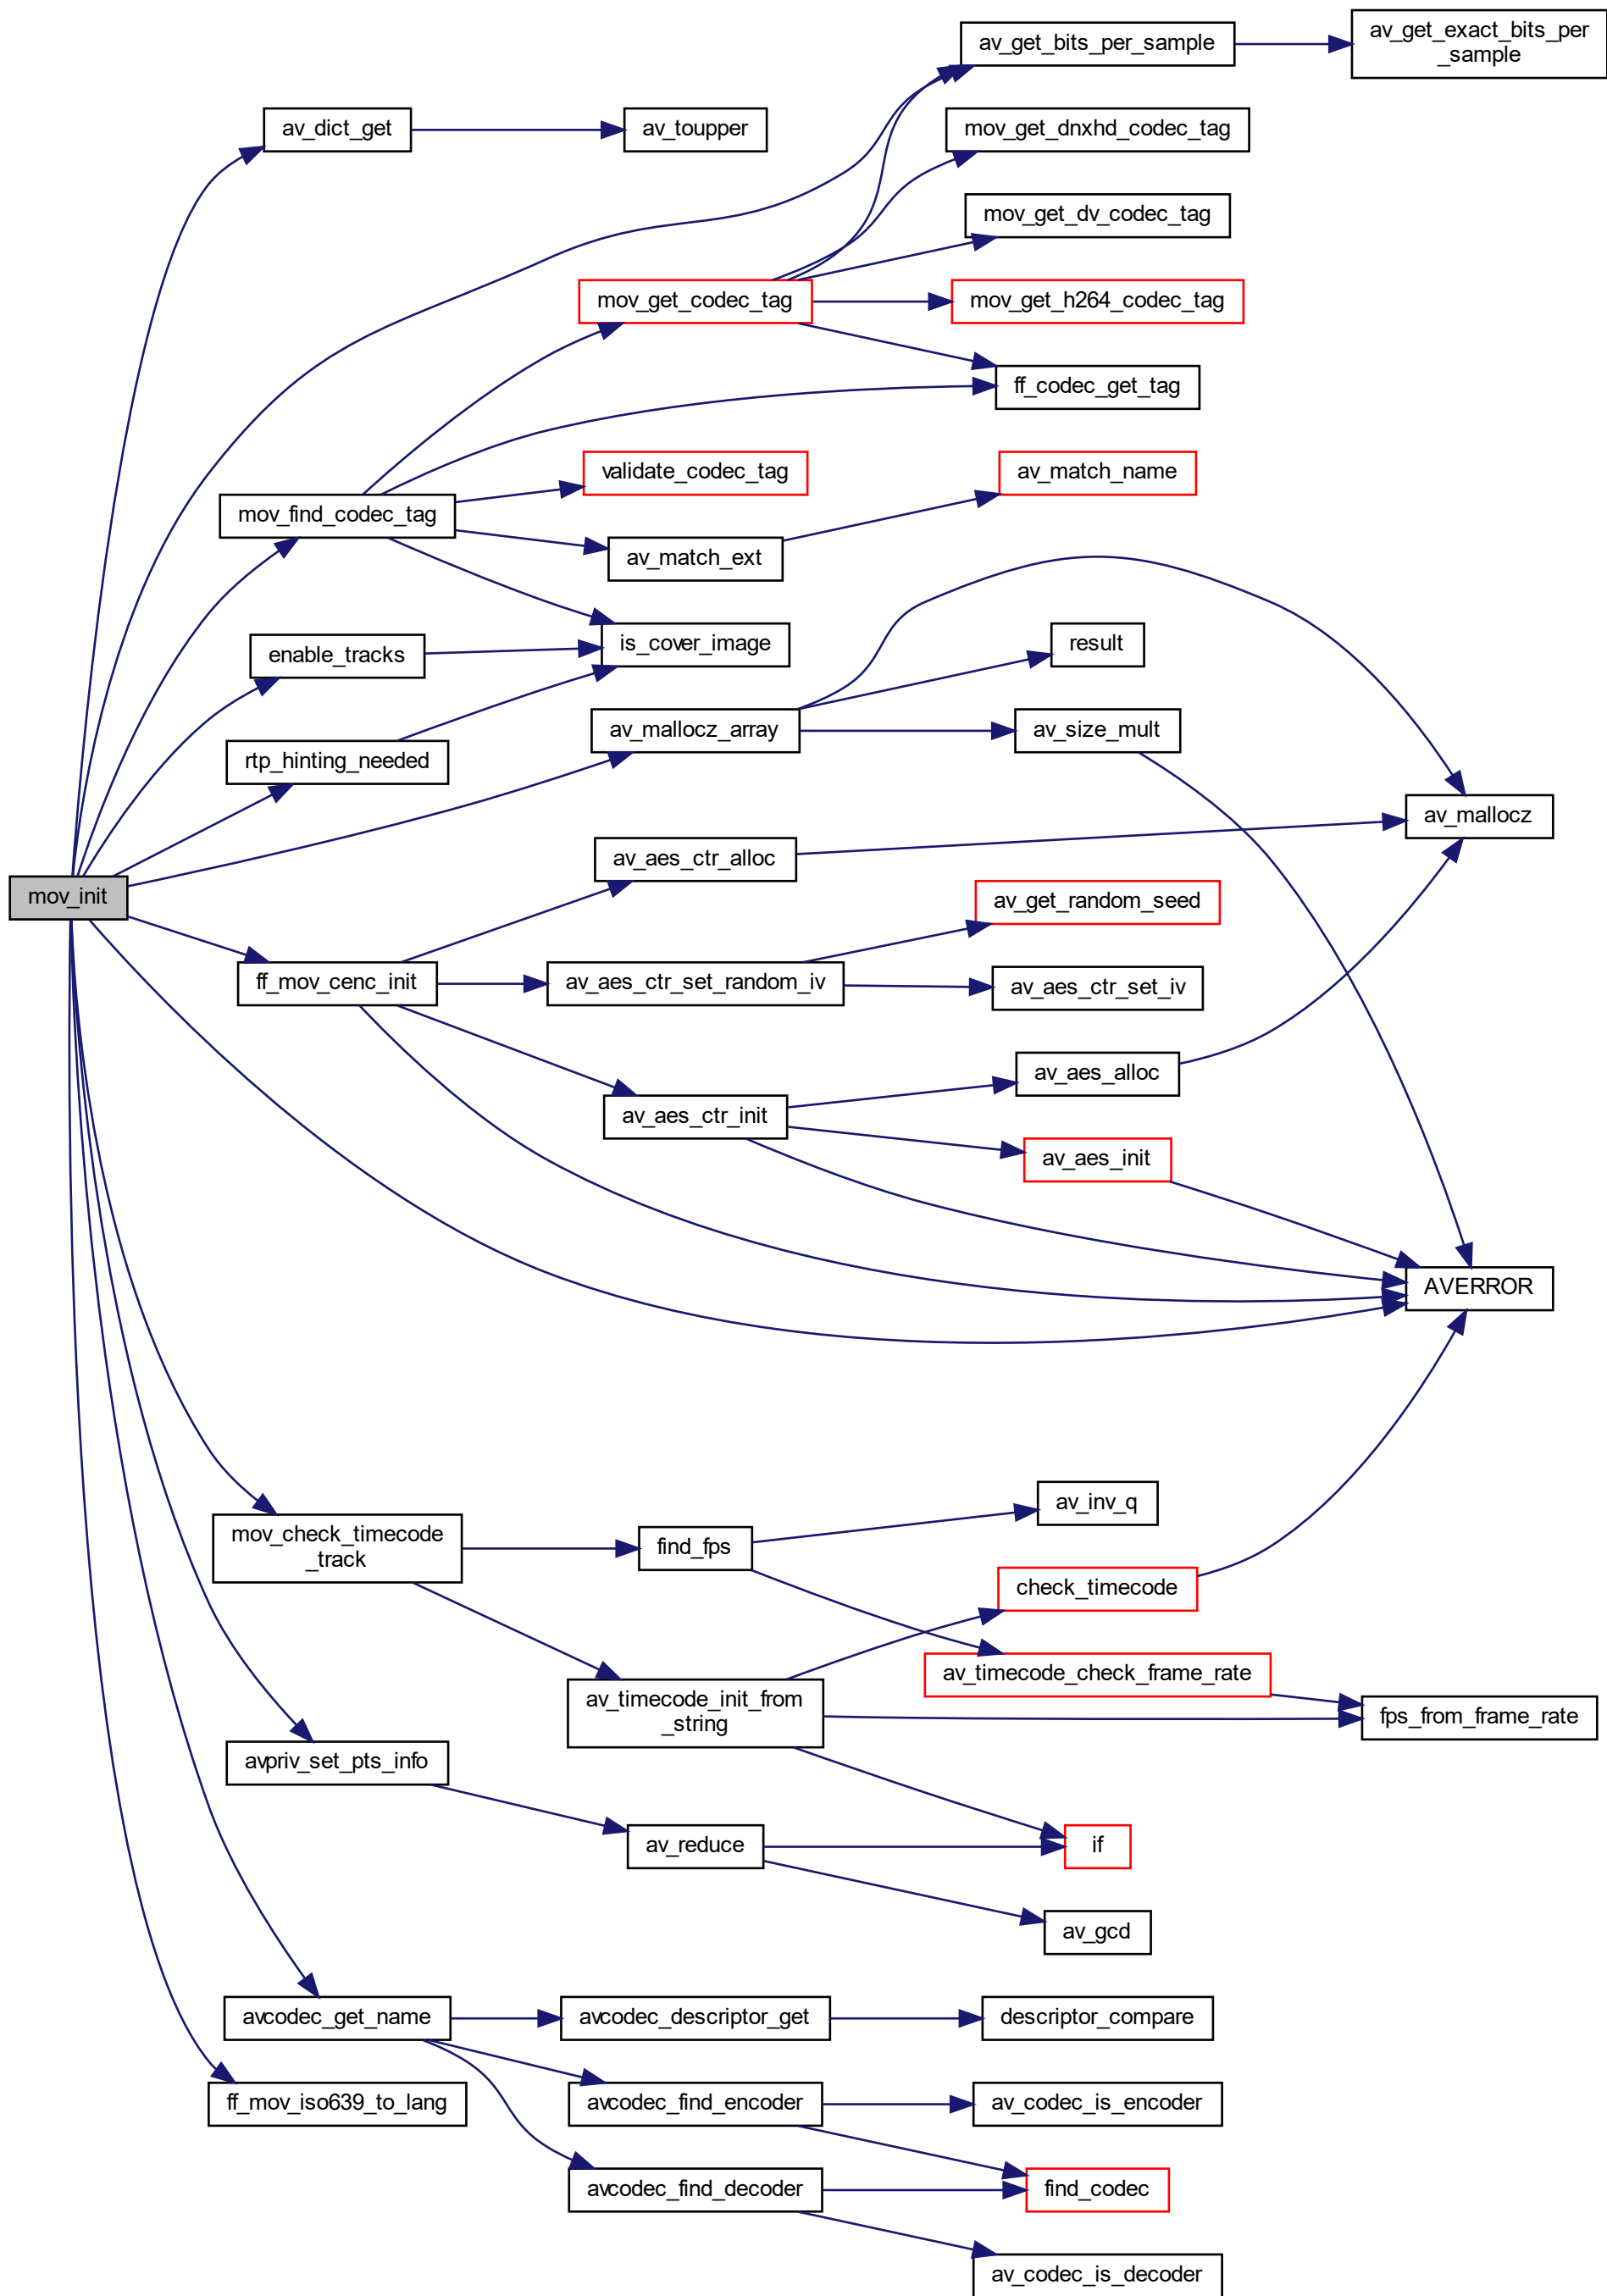 av_get_bits_per_sample
av_get_exact_bits_per
_sample
av_dict_get
av_toupper
mov_get_dnxhd_codec_tag
mov_get_dv_codec_tag
mov_get_codec_tag
mov_get_h264_codec_tag
ff_codec_get_tag
validate_codec_tag
av_match_name
mov_find_codec_tag
av_match_ext
enable_tracks
is_cover_image
result
rtp_hinting_needed
av_mallocz_array
av_size_mult
av_mallocz
av_aes_ctr_alloc
mov_init
av_get_random_seed
ff_mov_cenc_init
av_aes_ctr_set_random_iv
av_aes_ctr_set_iv
av_aes_alloc
av_aes_ctr_init
av_aes_init
AVERROR
av_inv_q
mov_check_timecode
_track
find_fps
check_timecode
av_timecode_check_frame_rate
av_timecode_init_from
_string
fps_from_frame_rate
avpriv_set_pts_info
av_reduce
if
av_gcd
avcodec_get_name
avcodec_descriptor_get
descriptor_compare
ff_mov_iso639_to_lang
avcodec_find_encoder
av_codec_is_encoder
avcodec_find_decoder
find_codec
av_codec_is_decoder